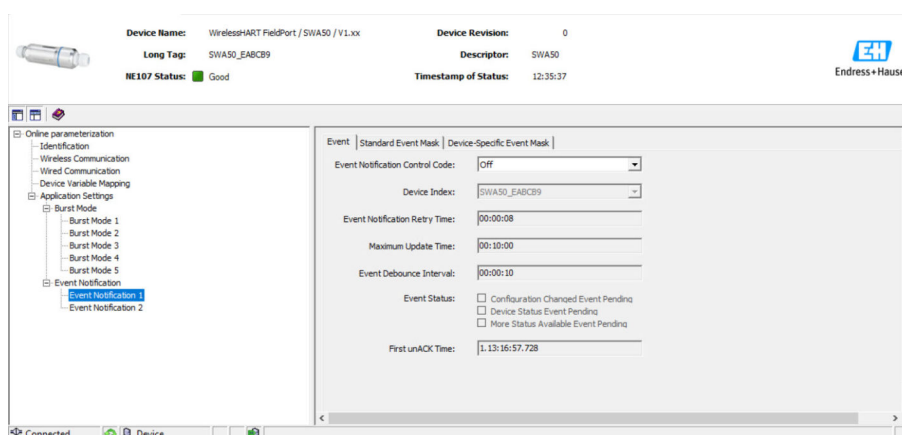 Device Name: WirelessHART FieldPort / SWA50 / V1.xx Device Revision: 0
Long Tag: SWA50_EABCB9 Descriptor: SWA50
NE107 Status: Good Timestamp of Status: 12:35:37
EH
Endress+Hause
Online parameterization
Identification
Wireless Communication
Wired Communication
Device Variable Mapping
Application Settings
Burst Mode
Burst Mode 1
Burst Mode 2
Burst Mode 3
Burst Mode 4
Burst Mode 5
Event Notification
Event Notification 1
Event Notification 2
Event Standard Event Mask Device-Specific Event Mask
Event Notification Control Code: Off
Device Index: SWA50_EABCB9
Event Notification Retry Time: 00:00:08
Maximum Update Time: 00:10:00
Event Debounce Interval: 00:00:10
Event Status: Configuration Changed Event Pending
Device Status Event Pending
More Status Available Event Pending
First unACK Time: 1.13:16:57.728
Connected Device